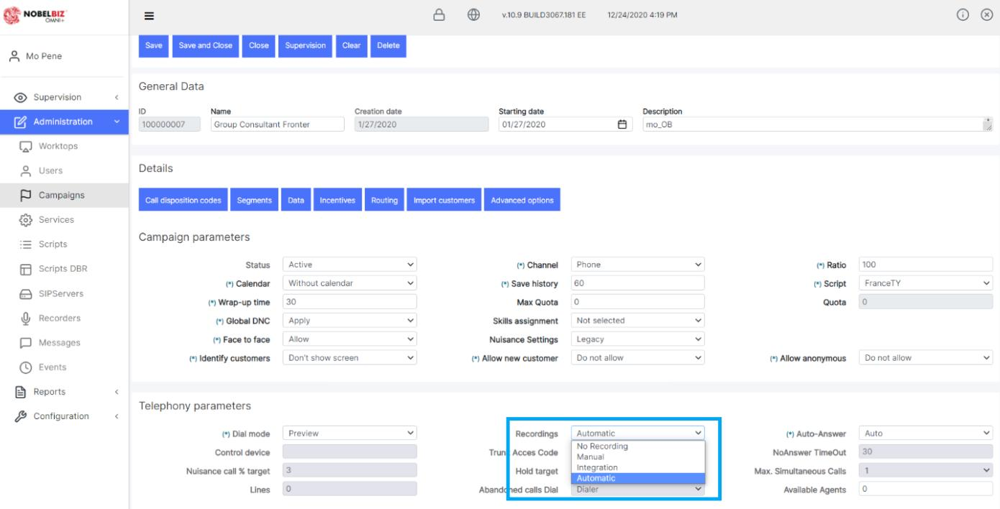 NOBELBIZ
OMNI+
v.10.9 BUILD3067.181 EE
12/24/2020 4:19 PM
Mo Pene
Supervision
Administration
Worktops
Users
Campaigns
Services
Scripts
Scripts DBR
SIPServers
Recorders
Messages
Events
Reports
Configuration
Save
Save and Close
Close
Supervision
Clear
Delete
General Data
ID
Name
Creation date
Starting date
Description
100000007
Group Consultant Fronter
1/27/2020
01/27/2020
mo_OB
Details
Call disposition codes
Segments
Data
Incentives
Routing
Import customers
Advanced options
Campaign parameters
Status Active
(*) Channel Phone
(*) Ratio 100
(*) Calendar Without calendar
(*) Save history 60
(*) Script FranceTY
(*) Wrap-up time 30
Max Quota 0
Quota 0
(*) Global DNC Apply
Skills assignment Not selected
(*) Face to face Allow
Nuisance Settings Legacy
(*) Identify customers Don't show screen
(*) Allow new customer Do not allow
(*) Allow anonymous Do not allow
Telephony parameters
(*) Dial mode Preview
Recordings Automatic
(*) Auto-Answer Auto
No Recording
Manual
Integration
Automatic
Control device
Trunk Acces Code
NoAnswer TimeOut 30
Nuisance call % target 3
Hold target
Max. Simultaneous Calls 1
Lines 0
Abandoned calls Dial Dialer
Available Agents 0